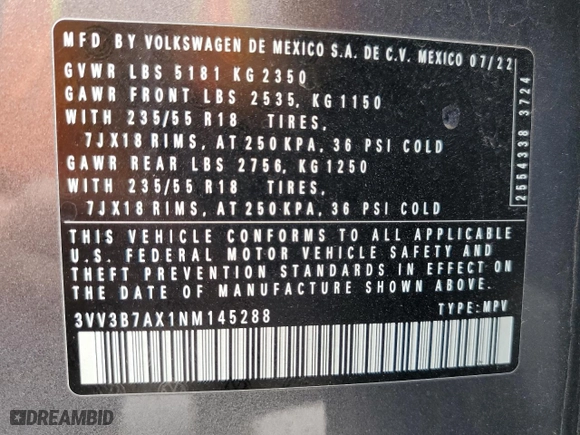 MFD BY VOLKSWAGEN DE MEXICO S.A. DE C.V. MEXICO 07/22
GVWR LBS 5181 KG 2350
GAWR FRONT LBS 2535, KG 1150
WITH 235/55 R18 TIRES,
7JX18 RIMS, AT 250 KPA, 36 PSI COLD
GAWR REAR LBS 2756, KG 1250
WITH 235/55 R18 TIRES,
7JX18 RIMS, AT 250 KPA, 36 PSI COLD
2554338 3724
THIS VEHICLE CONFORMS TO ALL APPLICABLE
U.S. FEDERAL MOTOR VEHICLE SAFETY AND
THEFT PREVENTION STANDARDS IN EFFECT ON
THE DATE OF MANUFACTURE SHOWN ABOVE.
3VV3B7AX1NM145288 TYPE: MPV
DREAMBID